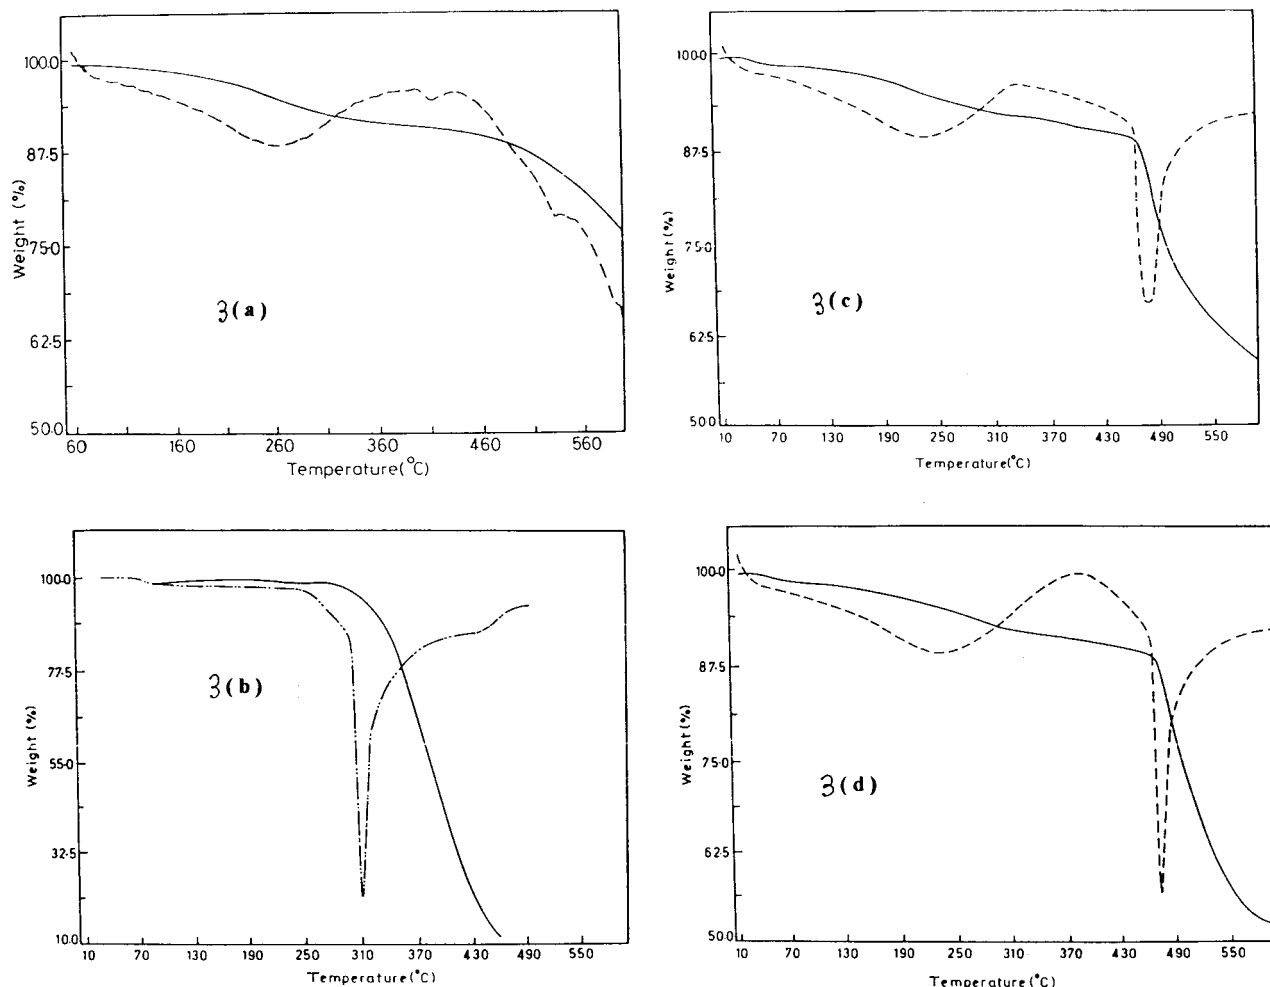 100.0
87.5
75.0
62.5
50.0
Weight (%)
3(a)
60 160 260 360 460 560
Temperature(°C)
100.0
87.5
75.0
62.5
50.0
Weight (%)
3(c)
10 70 130 190 250 310 370 430 490 550
Temperature(°C)
100.0
77.5
55.0
32.5
10.0
Weight (%)
3(b)
10 70 130 190 250 310 370 430 490 550
Temperature(°C)
100.0
87.5
75.0
62.5
50.0
Weight (%)
3(d)
10 70 130 190 250 310 370 430 490 550
Temperature (°C)